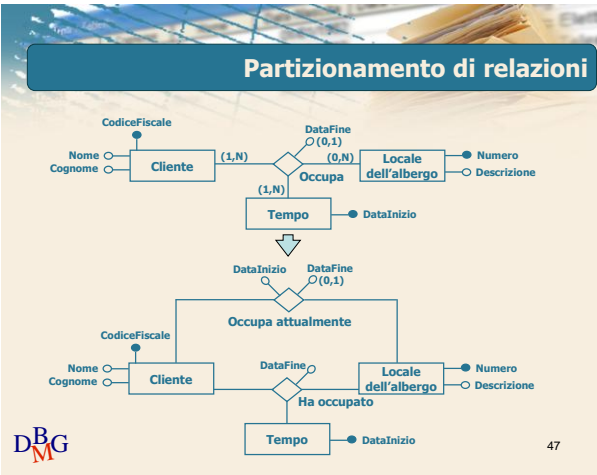 Partizionamento di relazioni
CodiceFiscale
DataFine
(0,1)
Nome
Cognome
Cliente
(1,N)
(0,N)
Occupa
Locale
dell'albergo
Numero
Descrizione
(1,N)
Tempo
DataInizio
DataInizio
DataFine
(0,1)
Occupa attualmente
CodiceFiscale
Nome
Cognome
Cliente
DataFine
Ha occupato
Locale
dell'albergo
Numero
Descrizione
Tempo
DataInizio
DBMG
47